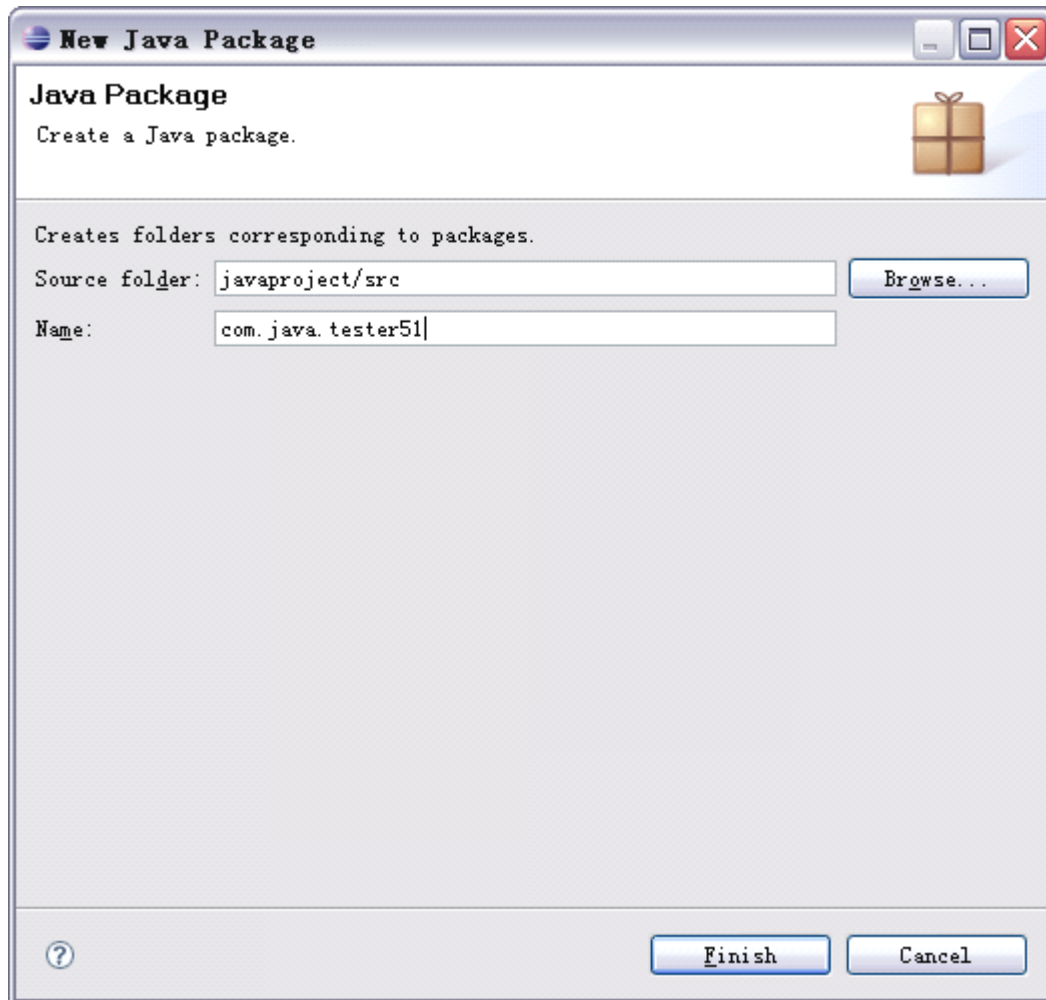 New Java Package
Java Package
Create a Java package.
Creates folders corresponding to packages.
Source folder: javaproject/src Browse...
Name: com.java.tester51
? Finish Cancel